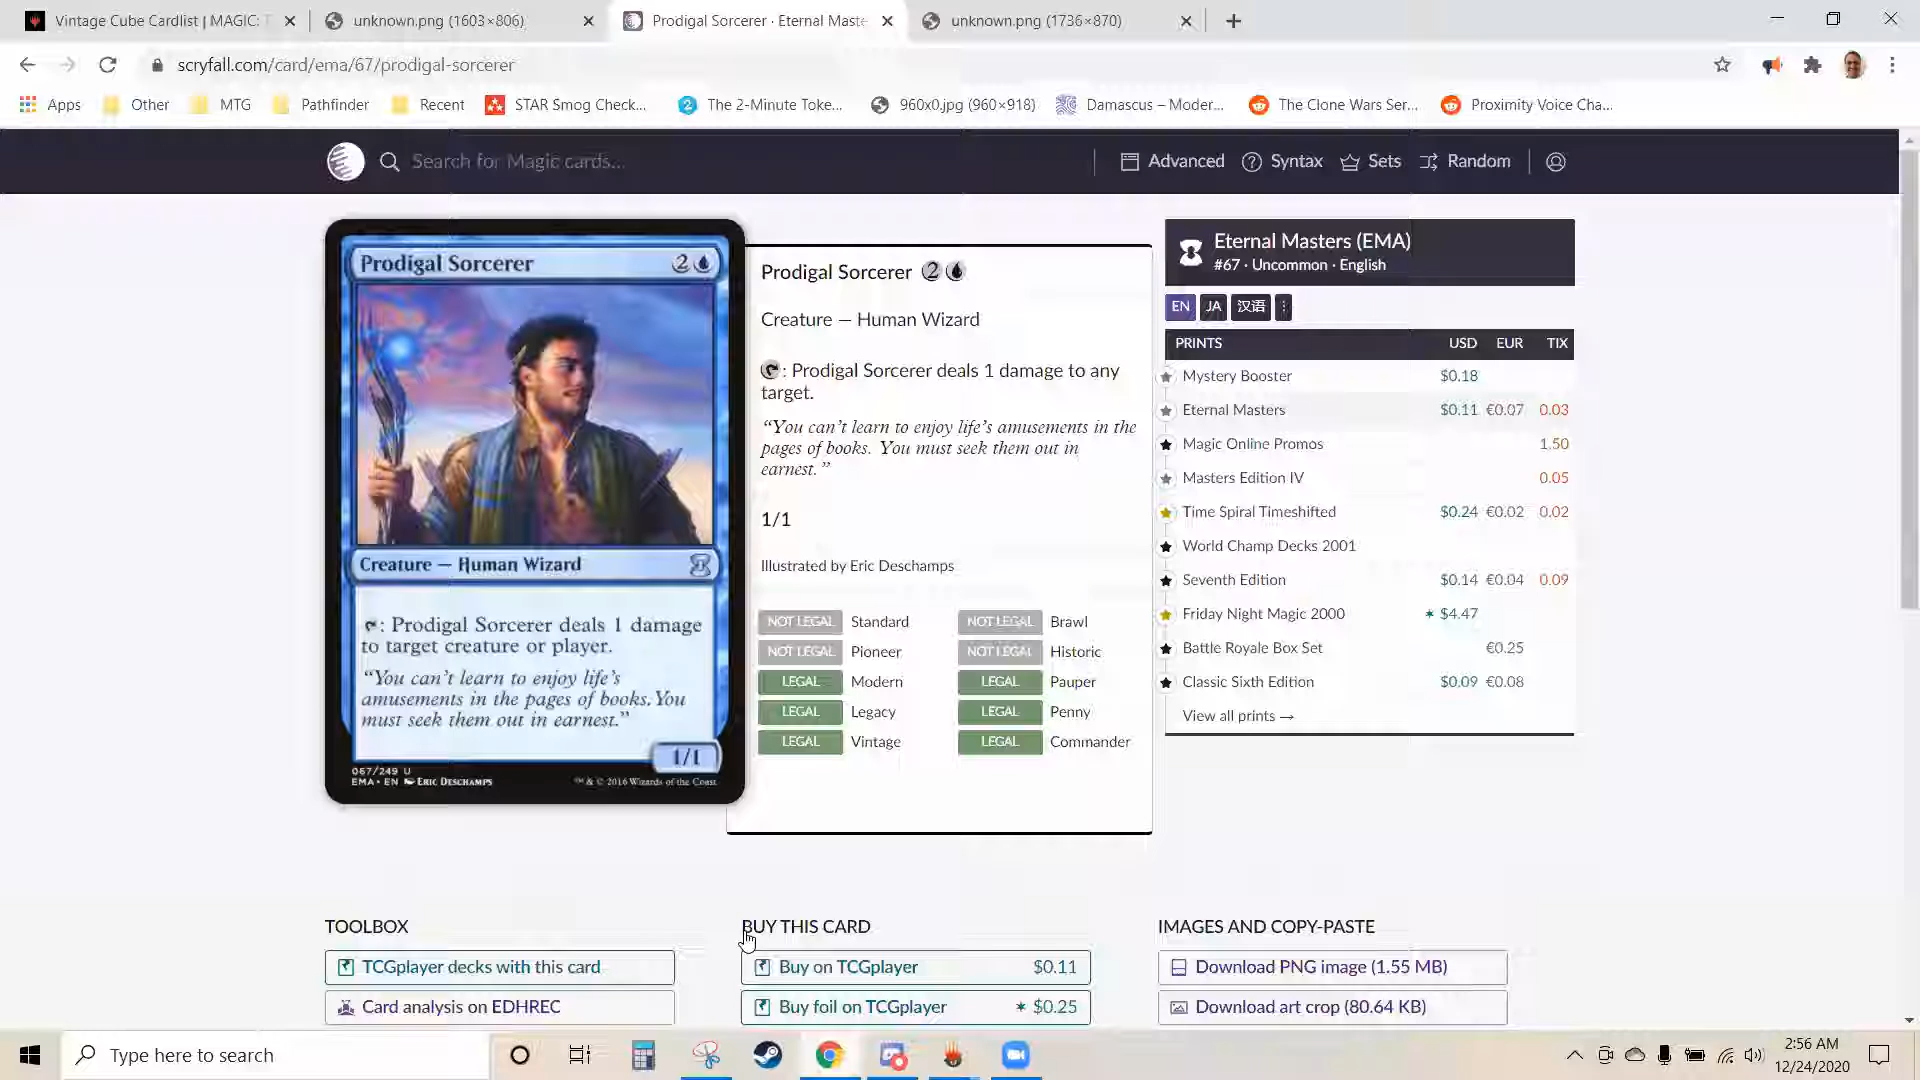 Vintage Cube Cardlist | MAGIC: T
unknown.png (1603×806)
Prodigal Sorcerer · Eternal Maste
unknown.png (1736×870)
scryfall.com/card/ema/67/prodigal-sorcerer
Apps
Other
MTG
Pathfinder
Recent
STAR Smog Check...
The 2-Minute Toke...
960x0.jpg (960×918)
Damascus – Moder...
The Clone Wars Ser...
Proximity Voice Cha...
Search for Magic cards...
Advanced
Syntax
Sets
Random
Prodigal Sorcerer 2
Creature — Human Wizard
: Prodigal Sorcerer deals 1 damage
to target creature or player.
“You can’t learn to enjoy life’s
amusements in the pages of books. You
must seek them out in earnest.”
1/1
067/249 U
EMA • EN Eric Deschamps
™ & © 2016 Wizards of the Coast
Prodigal Sorcerer 2
Creature — Human Wizard
: Prodigal Sorcerer deals 1 damage to any
target.
“You can’t learn to enjoy life’s amusements in the
pages of books. You must seek them out in
earnest.”
1/1
Illustrated by Eric Deschamps
NOT LEGAL Standard
NOT LEGAL Brawl
NOT LEGAL Pioneer
NOT LEGAL Historic
LEGAL Modern
LEGAL Pauper
LEGAL Legacy
LEGAL Penny
LEGAL Vintage
LEGAL Commander
Eternal Masters (EMA)
#67 · Uncommon · English
EN JA 汉语
PRINTS USD EUR TIX
Mystery Booster $0.18
Eternal Masters $0.11 €0.07 0.03
Magic Online Promos 1.50
Masters Edition IV 0.05
Time Spiral Timeshifted $0.24 €0.02 0.02
World Champ Decks 2001
Seventh Edition $0.14 €0.04 0.09
Friday Night Magic 2000 $4.47
Battle Royale Box Set €0.25
Classic Sixth Edition $0.09 €0.08
View all prints →
TOOLBOX
TCGplayer decks with this card
Card analysis on EDHREC
BUY THIS CARD
Buy on TCGplayer $0.11
Buy foil on TCGplayer $0.25
IMAGES AND COPY-PASTE
Download PNG image (1.55 MB)
Download art crop (80.64 KB)
Type here to search
2:56 AM
12/24/2020